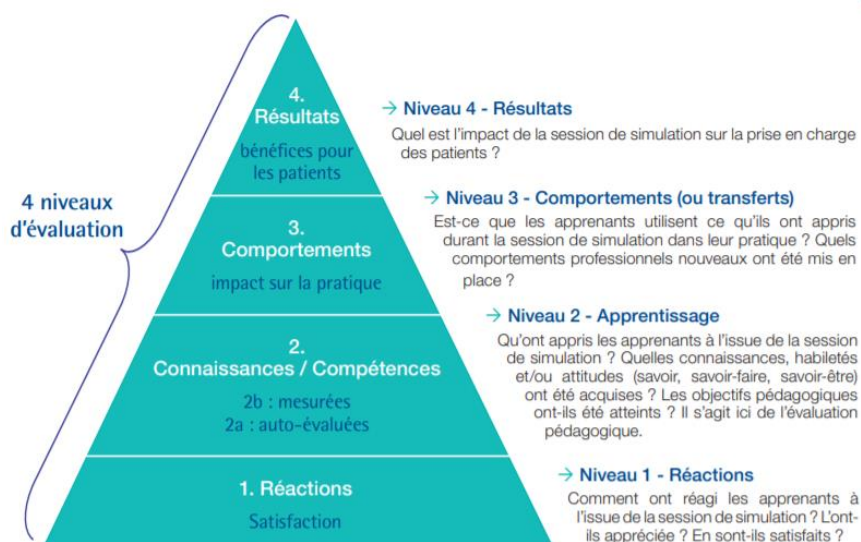 4 niveaux
d'évaluation
4.
Résultats
bénéfices pour
les patients
3.
Comportements
impact sur la pratique
2.
Connaissances / Compétences
2b : mesurées
2a : auto-évaluées
1. Réactions
Satisfaction
→ Niveau 4 - Résultats
Quel est l'impact de la session de simulation sur la prise en charge
des patients ?
→ Niveau 3 - Comportements (ou transferts)
Est-ce que les apprenants utilisent ce qu'ils ont appris
durant la session de simulation dans leur pratique ? Quels
comportements professionnels nouveaux ont été mis en
place ?
→ Niveau 2 - Apprentissage
Qu'ont appris les apprenants à l'issue de la session
de simulation ? Quelles connaissances, habiletés
et/ou attitudes (savoir, savoir-faire, savoir-être)
ont été acquises ? Les objectifs pédagogiques
ont-ils été atteints ? Il s'agit ici de l'évaluation
pédagogique.
→ Niveau 1 - Réactions
Comment ont réagi les apprenants à
l'issue de la session de simulation ? L'ont-
ils appréciée ? En sont-ils satisfaits ?